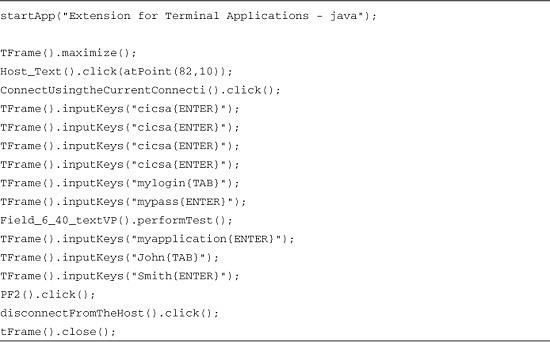 startApp("Extension for Terminal Applications - java");
TFrame().maximize();
Host_Text().click(atPoint(82,10));
ConnectUsingtheCurrentConnecti().click();
TFrame().inputKeys("cicsa{ENTER}");
TFrame().inputKeys("cicsa{ENTER}");
TFrame().inputKeys("cicsa{ENTER}");
TFrame().inputKeys("cicsa{ENTER}");
TFrame().inputKeys("mylogin{TAB}");
TFrame().inputKeys("mypass{ENTER}");
Field_6_40_textVP().performTest();
TFrame().inputKeys("myapplication{ENTER}");
TFrame().inputKeys("John{TAB}");
TFrame().inputKeys("Smith{ENTER}");
PF2().click();
disconnectFromTheHost().click();
tFrame().close();